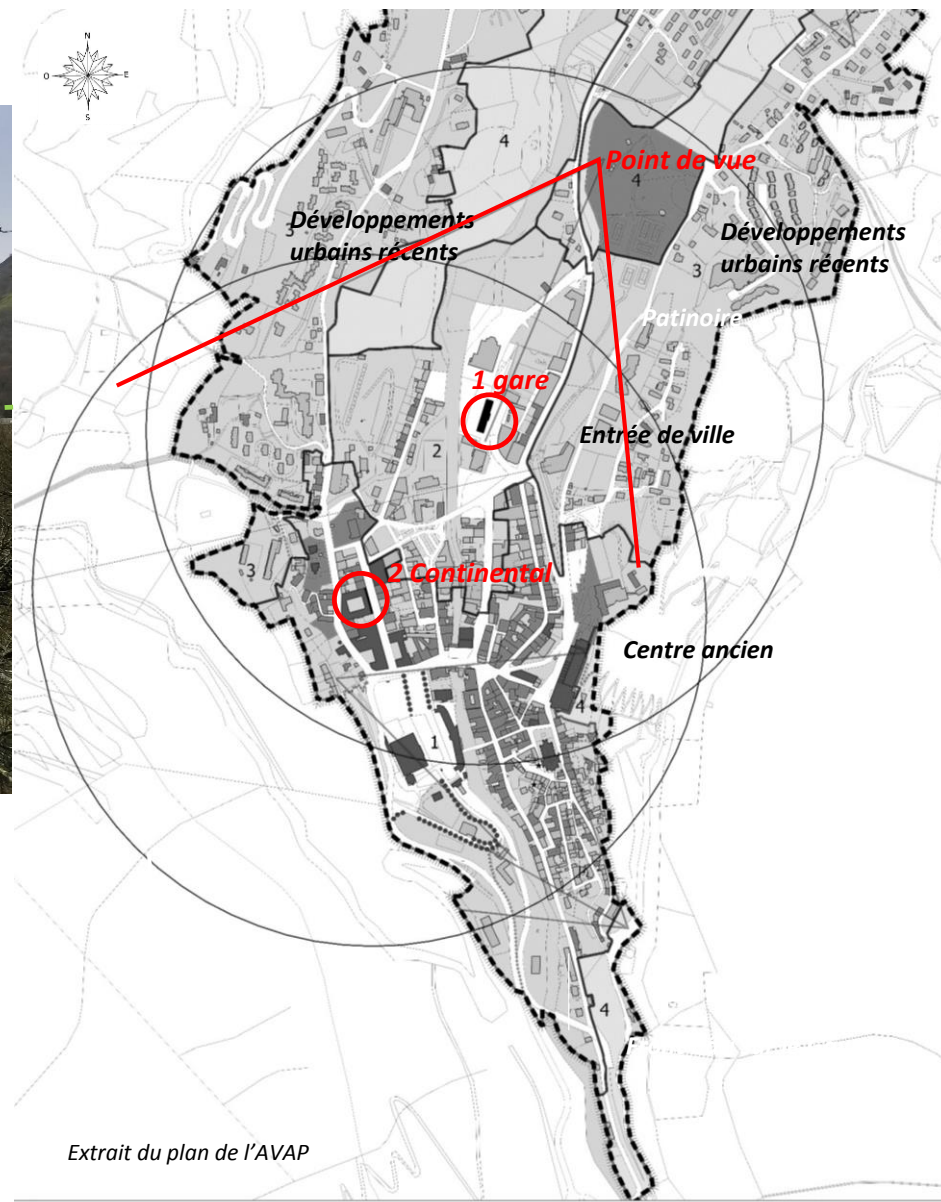 N
O E
S
4
Point de vue
4
Développements
urbains récents
3
Développements
urbains récents
3
Patinoire
1 gare
Entrée de ville
2
3
2 Continental
Centre ancien
4
1
4
Extrait du plan de l’AVAP